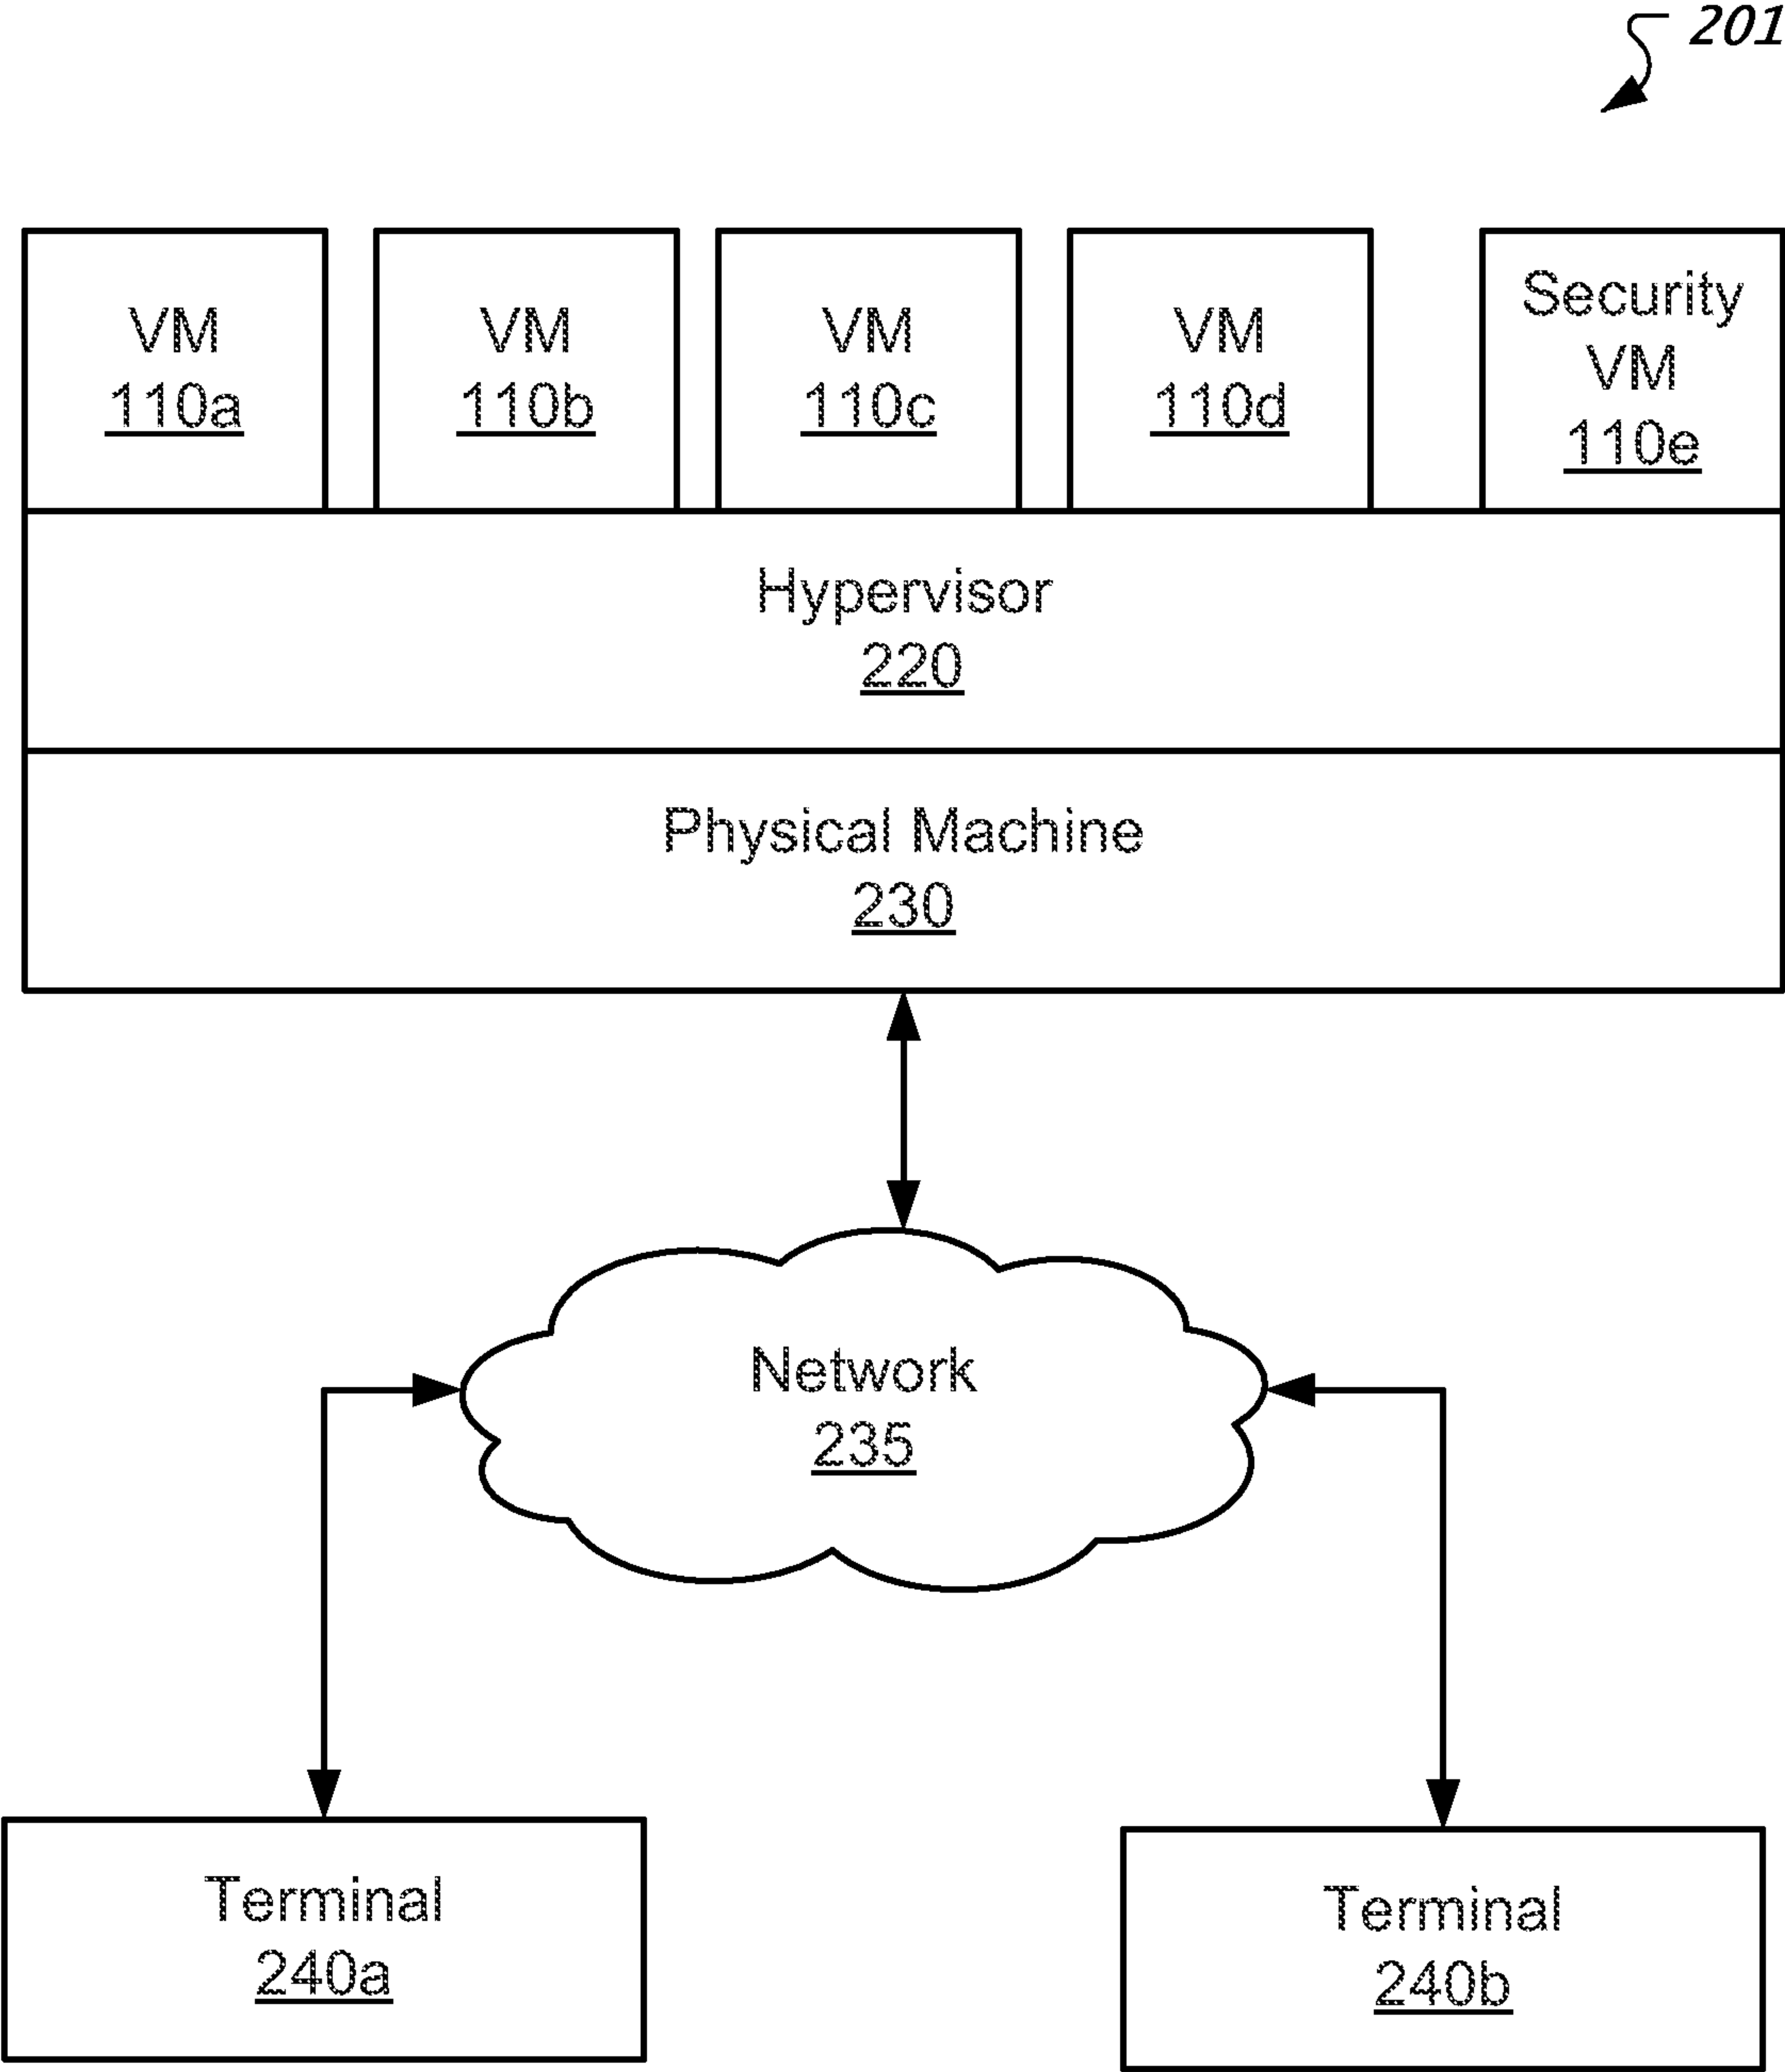 201
VM
110a
VM
110b
VM
110c
VM
110d
Security
VM
110e
Hypervisor
220
Physical Machine
230
Network
235
Terminal
240a
Terminal
240b